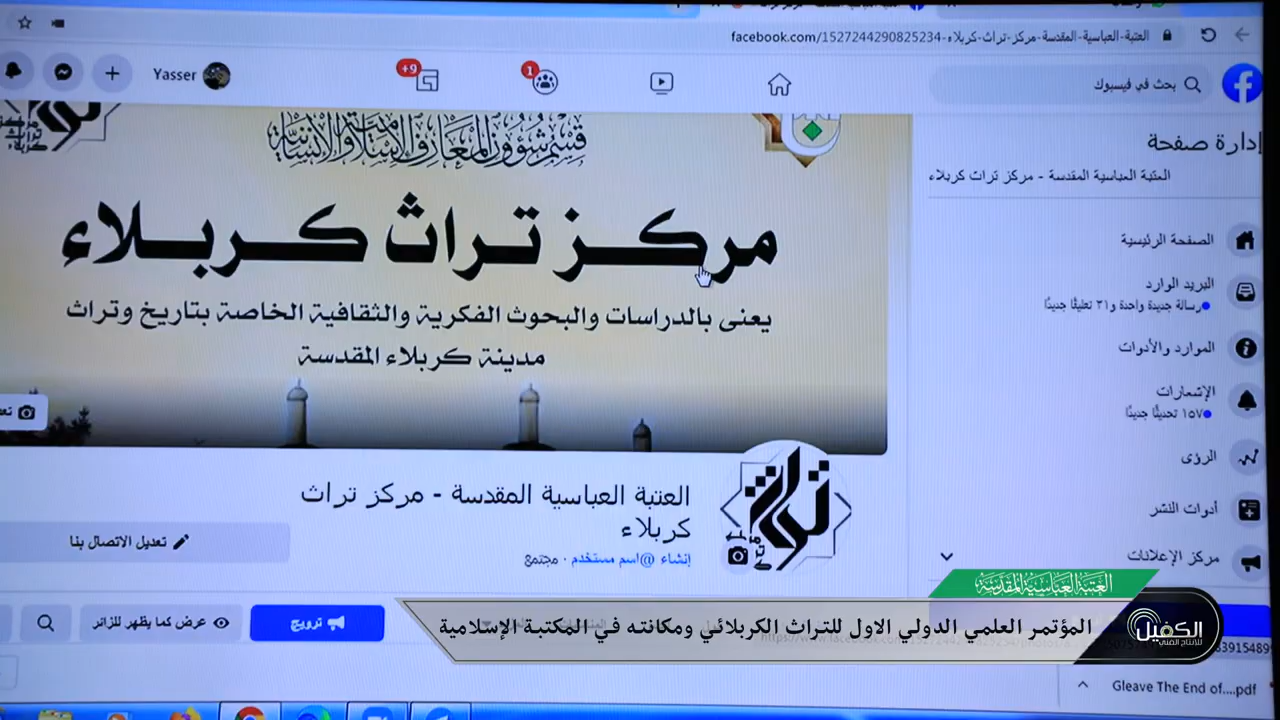 facebook.com/1527244290825234-العتبة-العباسية-المقدسة-مركز-تراث-كربلاء
بحث في فيسبوك
1
+9
Yasser
إدارة صفحة
العتبة العباسية المقدسة - مركز تراث كربلاء
الصفحة الرئيسية
البريد الوارد
رسالة جديدة واحدة و٣١ تعليقًا جديدًا
الموارد والأدوات
الإشعارات
١٥٧ تحديثًا جديدًا
الرؤى
أدوات النشر
مركز الإعلانات
قسم شؤون المعارف الإسلامية والإنسانية
مركز تراث كربلاء
يعنى بالدراسات والبحوث الفكرية والثقافية الخاصة بتاريخ وتراث
مدينة كربلاء المقدسة
العتبة العباسية المقدسة - مركز تراث
كربلاء
إنشاء @اسم مستخدم · مجتمع
تعديل الاتصال بنا
ترويج
عرض كما يظهر للزائر
العتبة العباسية المقدسة
المؤتمر العلمي الدولي الاول للتراث الكربلائي ومكانته في المكتبة الإسلامية
الكفيل
للانتاج الفني
Gleave The End of....pdf